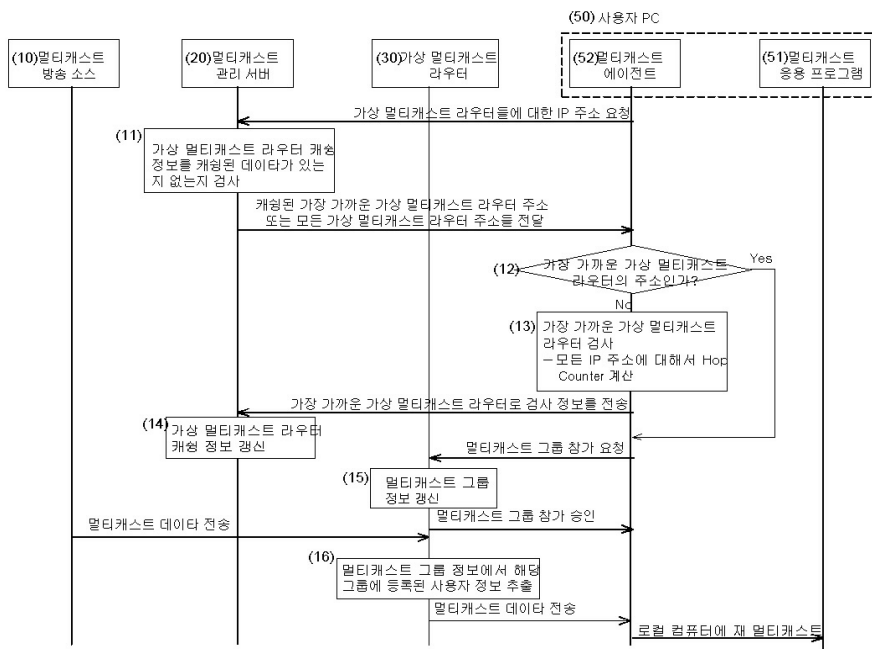 (50) 사용자 PC
(10)멀티캐스트
방송 소스
(20)멀티캐스트
관리 서버
(30)가상 멀티캐스트
라우터
(52)멀티캐스트
에이전트
(51)멀티캐스트
응용 프로그램
가상 멀티캐스트 라우터들에 대한 IP 주소 요청
(11)
가상 멀티캐스트 라우터 캐슁
정보를 캐슁된 데이타가 있는
지 없는지 검사
캐슁된 가장 가까운 가상 멀티캐스트 라우터 주소
또는 모든 가상 멀티캐스트 라우터 주소들 전달
(12)
가장 가까운 가상 멀티캐스트
라우터의 주소인가?
Yes
No
(13)
가장 가까운 가상 멀티캐스트
라우터 검사
–모든 IP 주소에 대해서 Hop
Counter 계산
가장 가까운 가상 멀티캐스트 라우터로 검사 정보를 전송
(14)
가상 멀티캐스트 라우터
캐슁 정보 갱신
멀티캐스트 그룹 참가 요청
(15)
멀티캐스트 그룹
정보 갱신
멀티캐스트 그룹 참가 승인
멀티캐스트 데이타 전송
(16)
멀티캐스트 그룹 정보에서 해당
그룹에 등록된 사용자 정보 추출
멀티캐스트 데이타 전송
로컬 컴퓨터에 재 멀티캐스트